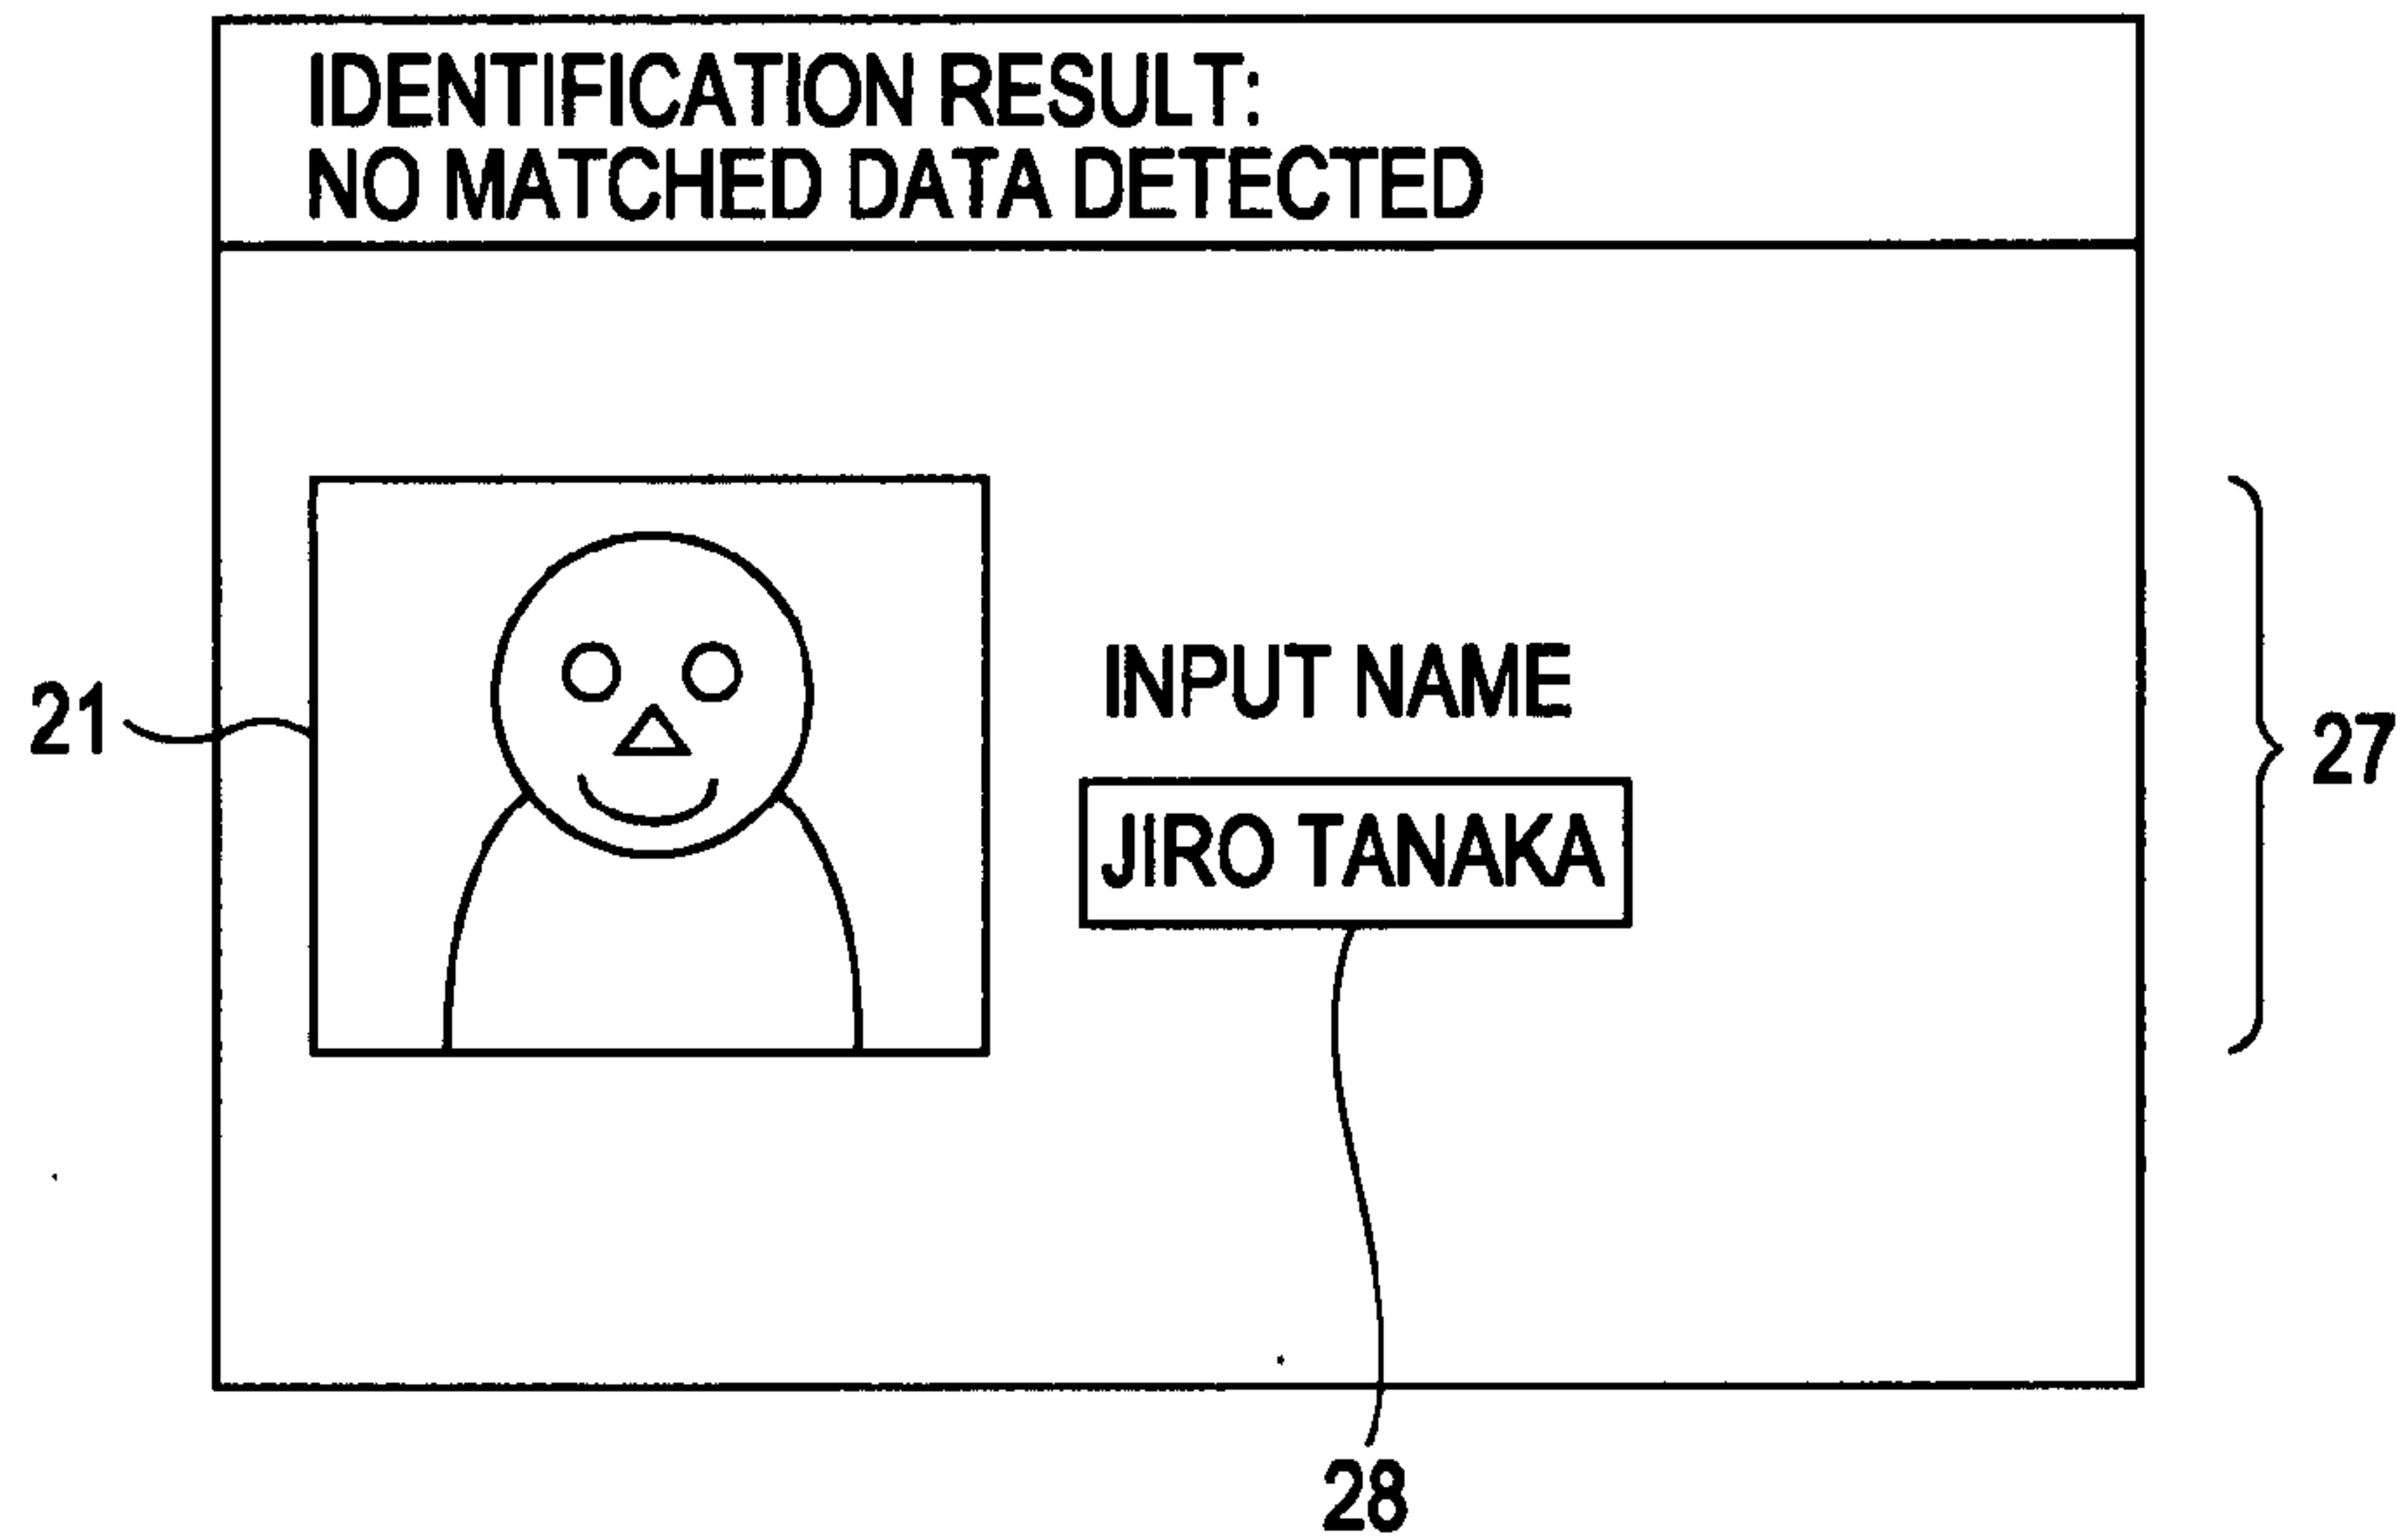 IDENTIFICATION RESULT:
NO MATCHED DATA DETECTED
21
INPUT NAME
27
JIRO TANAKA
28